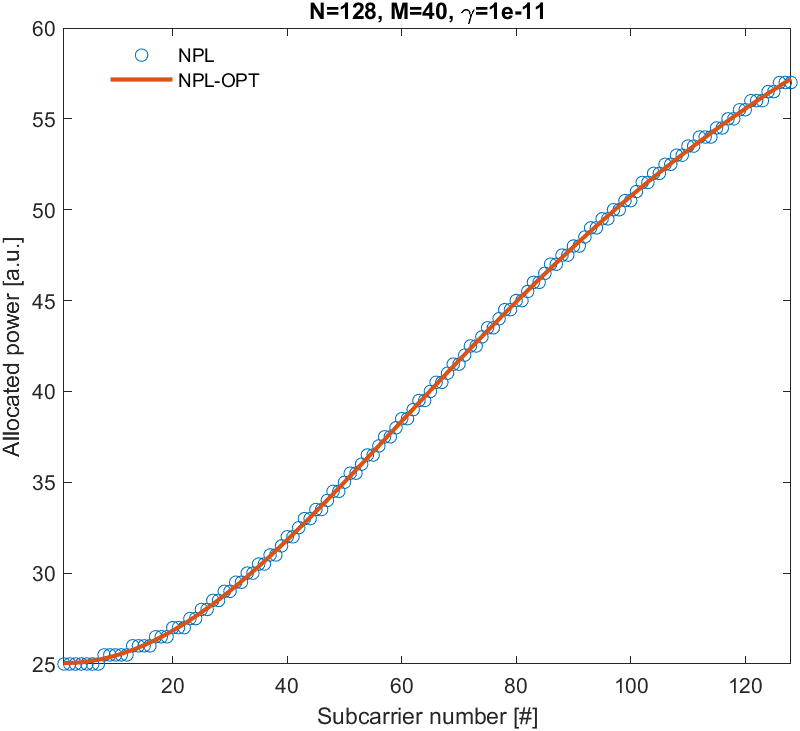 N=128, M=40, γ=1e-11
NPL
NPL-OPT
60
55
50
45
40
35
30
25
Allocated power [a.u.]
20 40 60 80 100 120
Subcarrier number [#]